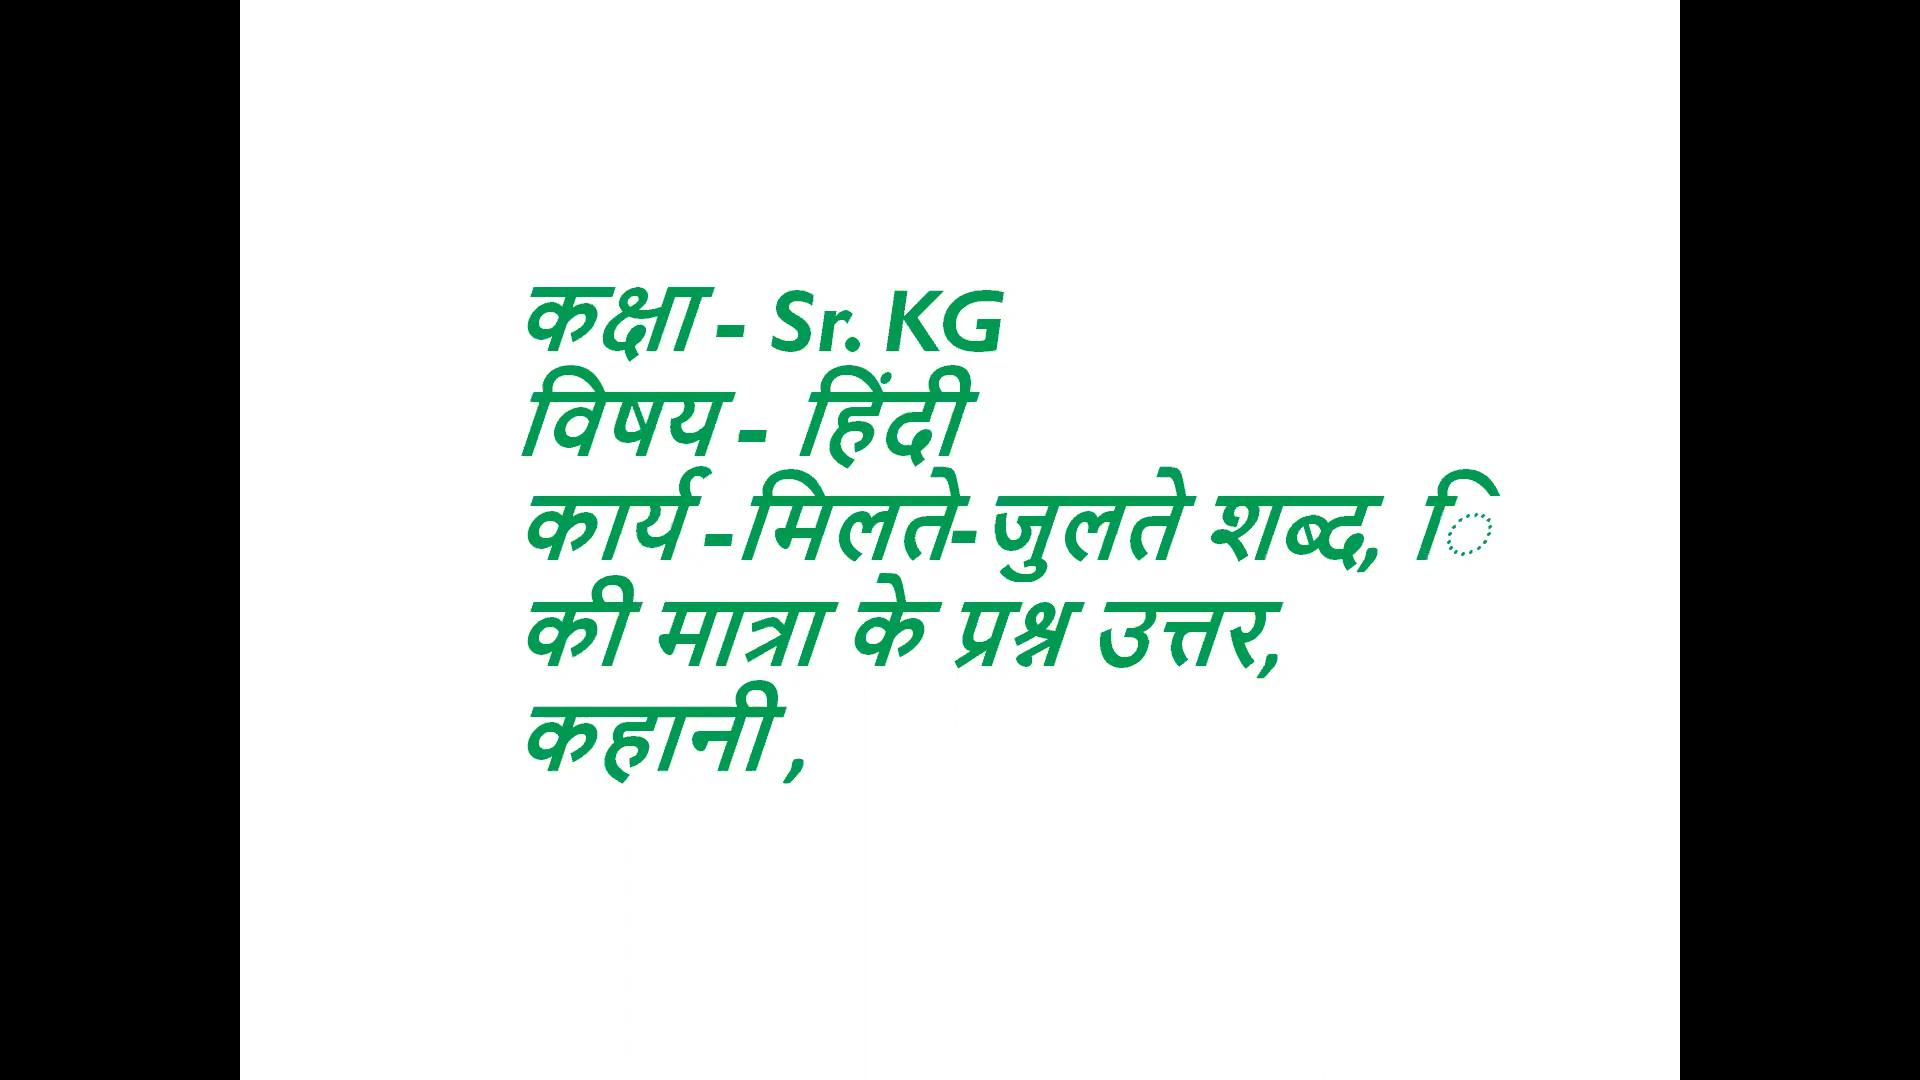 कक्षा - Sr. KG
विषय - हिंदी
कार्य -मिलते-जुलते शब्द, ि
की मात्रा के प्रश्न उत्तर,
कहानी ,